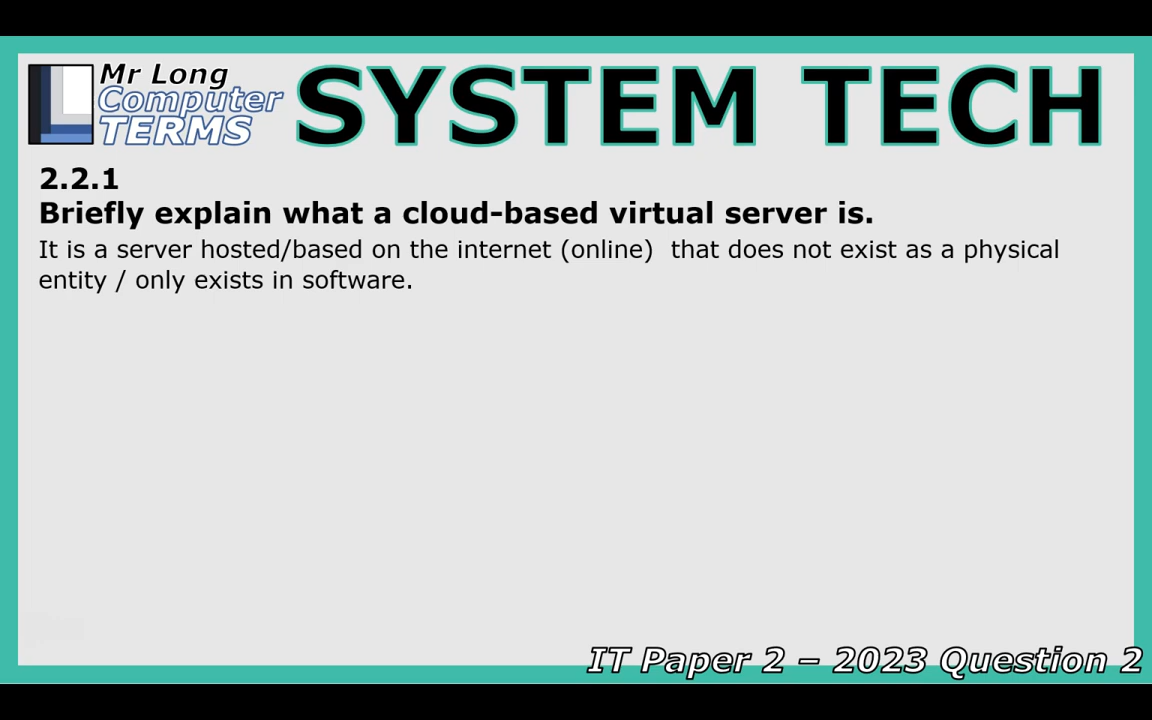 Mr Long
Computer
TERMS
SYSTEM TECH
2.2.1
Briefly explain what a cloud-based virtual server is.
It is a server hosted/based on the internet (online)  that does not exist as a physical
entity / only exists in software.
IT Paper 2 – 2023 Question 2